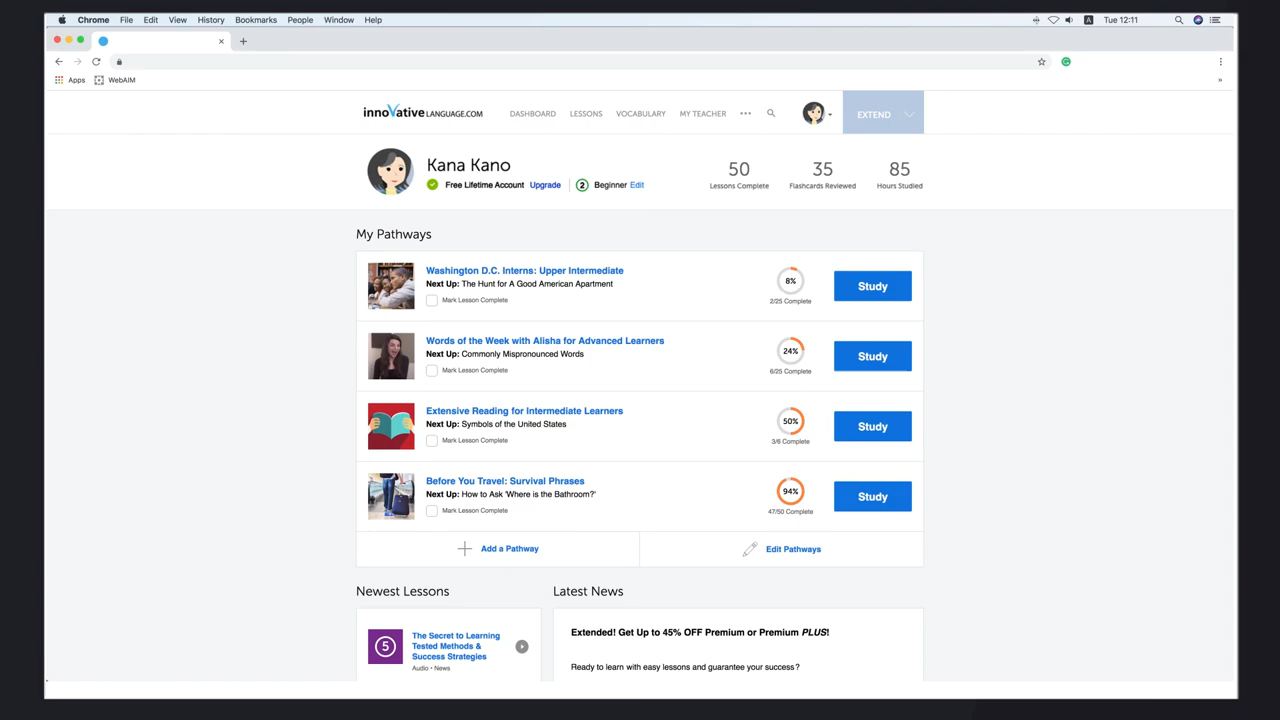 Chrome File Edit View History Bookmarks People Window Help
A Tue 12:11
Apps WebAIM
innovative LANGUAGE.COM DASHBOARD LESSONS VOCABULARY MY TEACHER EXTEND
Kana Kano
Free Lifetime Account Upgrade 2 Beginner Edit
50 35 85
Lessons Complete Flashcards Reviewed Hours Studied
My Pathways
Washington D.C. Interns: Upper Intermediate
Next Up: The Hunt for A Good American Apartment
Mark Lesson Complete
8%
2/25 Complete
Study
Words of the Week with Alisha for Advanced Learners
Next Up: Commonly Mispronounced Words
Mark Lesson Complete
24%
6/25 Complete
Study
Extensive Reading for Intermediate Learners
Next Up: Symbols of the United States
Mark Lesson Complete
50%
3/6 Complete
Study
Before You Travel: Survival Phrases
Next Up: How to Ask 'Where is the Bathroom?'
Mark Lesson Complete
94%
47/50 Complete
Study
Add a Pathway
Edit Pathways
Newest Lessons
5
The Secret to Learning
Tested Methods &
Success Strategies
Audio • News
Latest News
Extended! Get Up to 45% OFF Premium or Premium PLUS!
Ready to learn with easy lessons and guarantee your success?